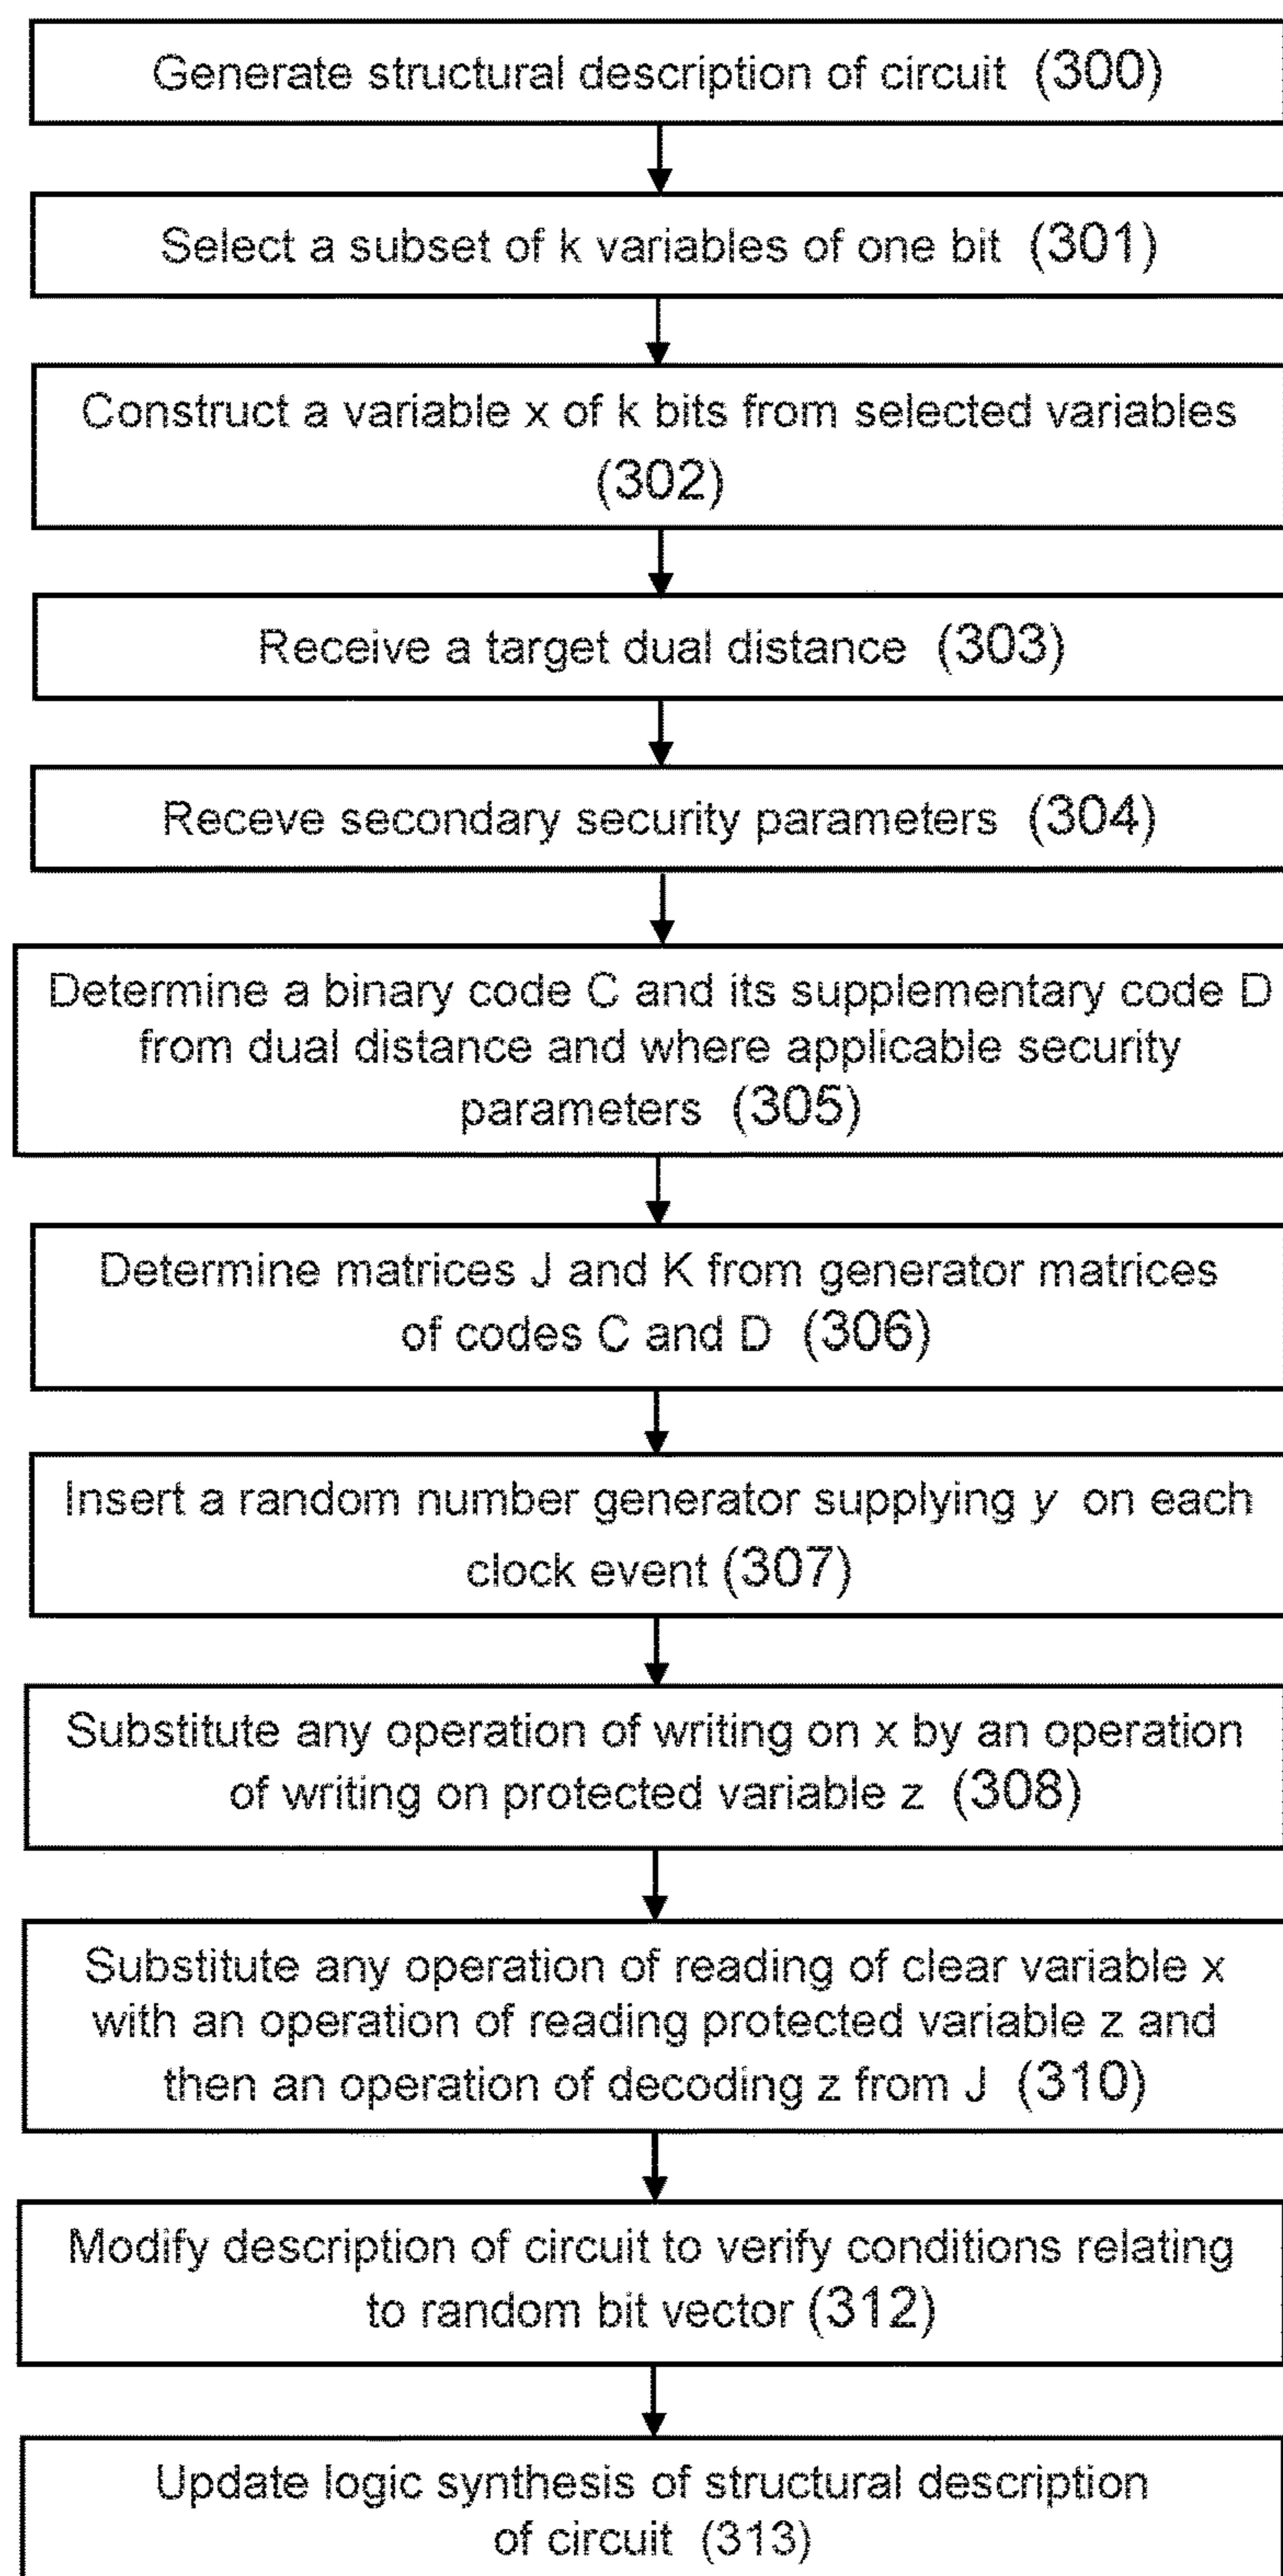 Generate structural description of circuit (300)
Select a subset of k variables of one bit (301)
Construct a variable x of k bits from selected variables
(302)
Receive a target dual distance (303)
Receve secondary security parameters (304)
Determine a binary code C and its supplementary code D
from dual distance and where applicable security
parameters (305)
Determine matrices J and K from generator matrices
of codes C and D (306)
Insert a random number generator supplying y on each
clock event (307)
Substitute any operation of writing on x by an operation
of writing on protected variable z (308)
Substitute any operation of reading of clear variable x
with an operation of reading protected variable z and
then an operation of decoding z from J (310)
Modify description of circuit to verify conditions relating
to random bit vector (312)
Update logic synthesis of structural description
of circuit (313)